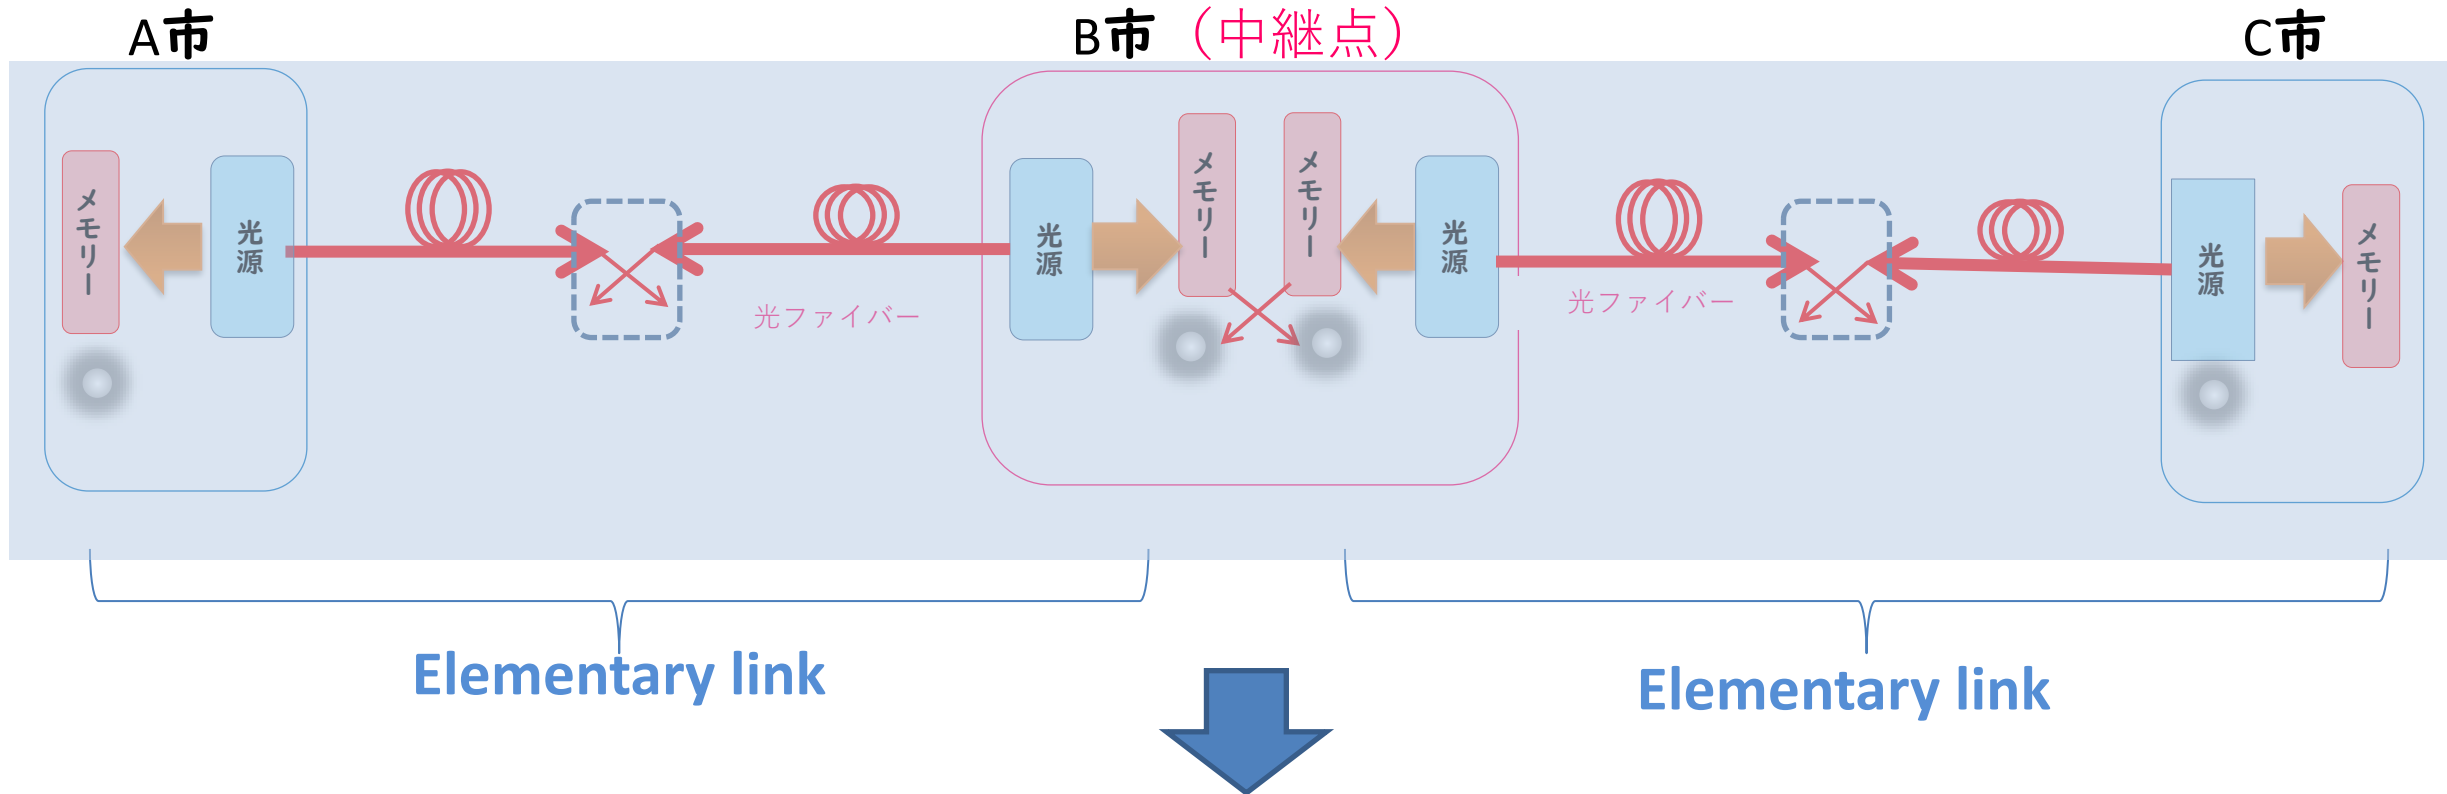 A市
B市（中継点）
C市
メモリー
光源
光源
メモリー
メモリー
光源
光源
メモリー
光ファイバー
光ファイバー
Elementary link
Elementary link